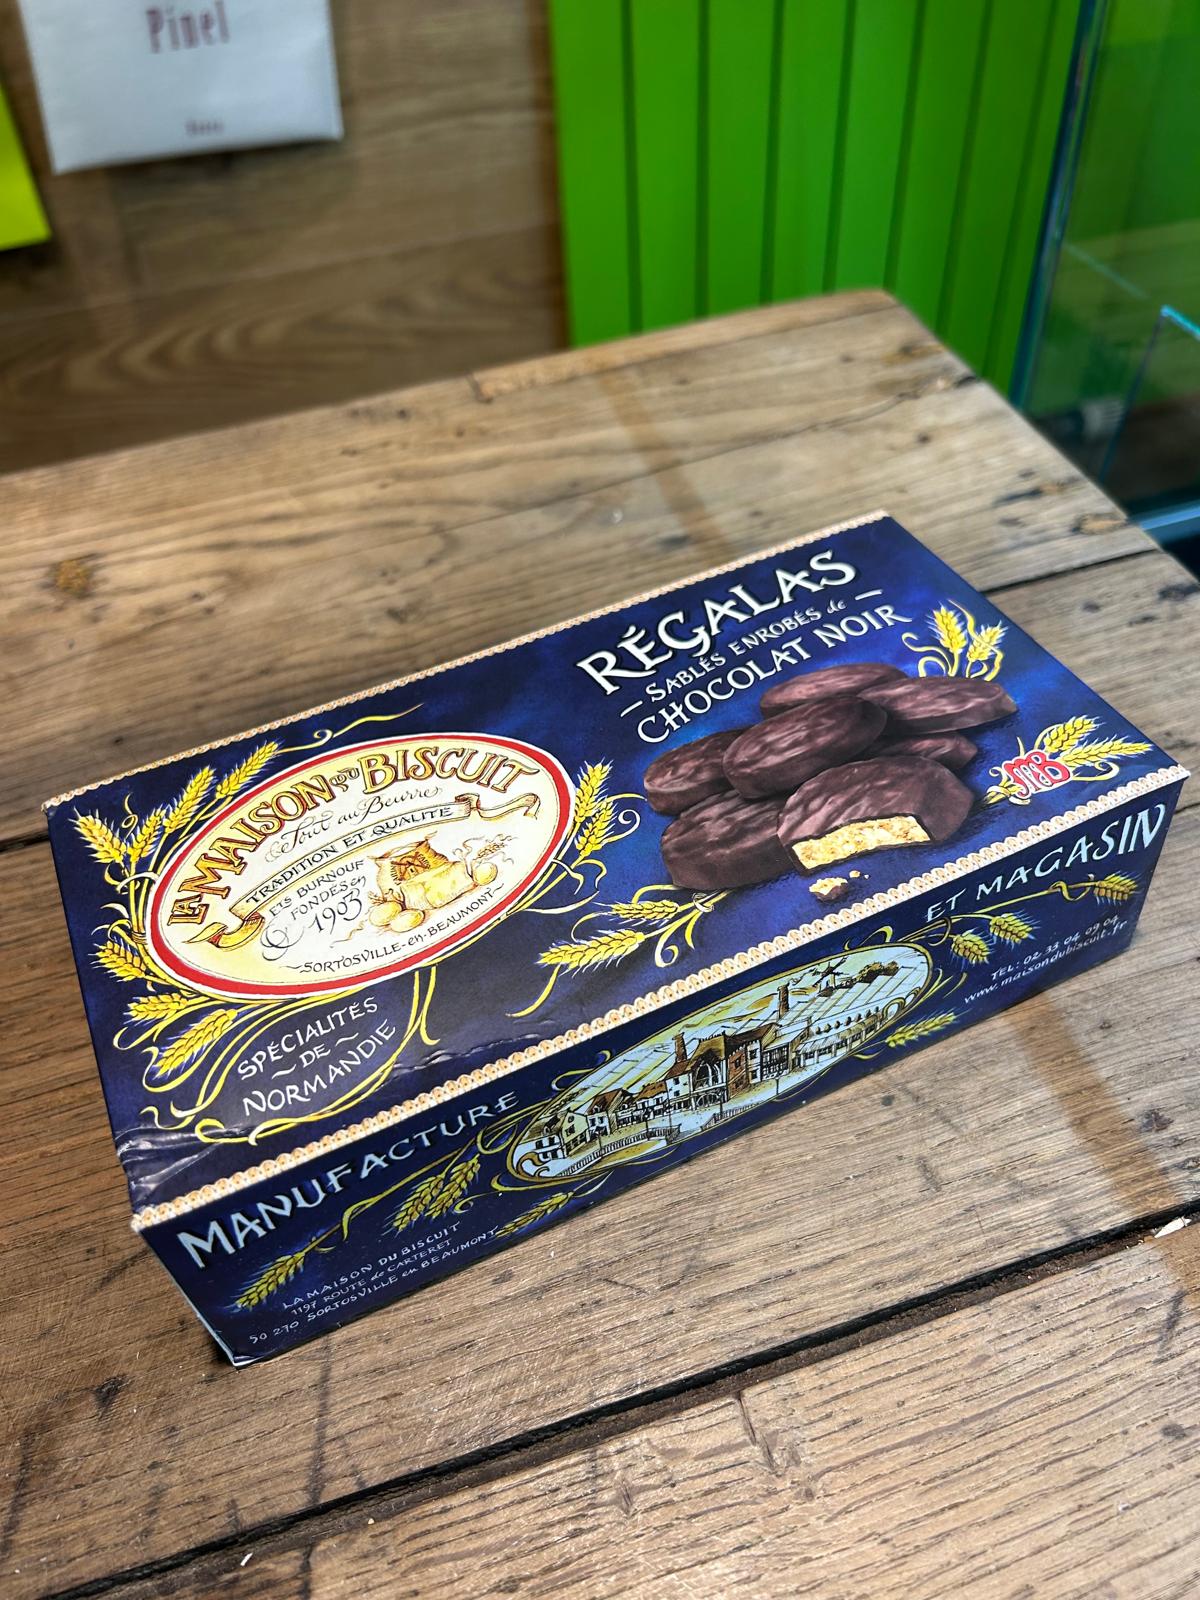 Pinel
RÉGALAS
SABLÉS ENROBÉS de
CHOCOLAT NOIR
LA MAISON DU BISCUIT
Tout au Beurre
TRADITION ET QUALITÉ
ETS BURNOUF
FONDÉS en
1903
SORTOSVILLE-en-BEAUMONT
SPÉCIALITÉS
DE
NORMANDIE
MdB
MANUFACTURE
ET MAGASIN
LA MAISON DU BISCUIT
1197 ROUTE de CARTERET
50 270 SORTOSVILLE en BEAUMONT
TEL: 02 33 04 09 04
www.maisondubiscuit.fr